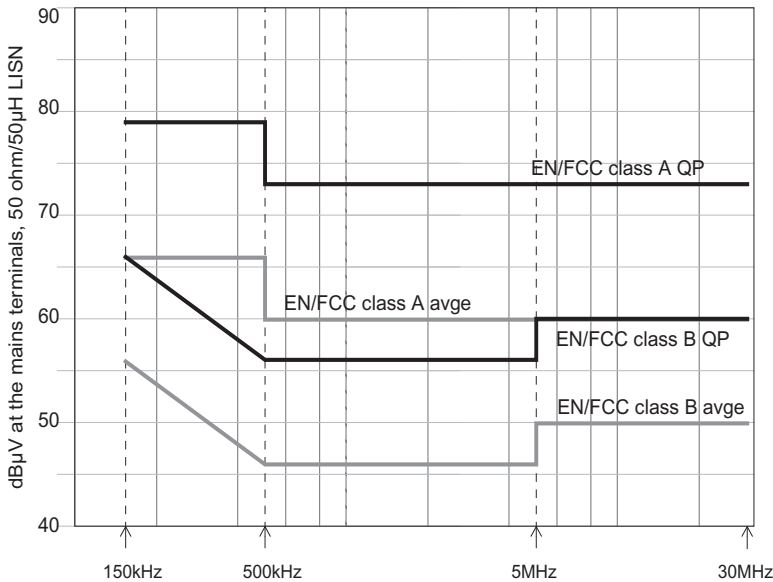 90
80
70
60
50
40
dBµV at the mains terminals, 50 ohm/50µH LISN
EN/FCC class A QP
EN/FCC class A avge
EN/FCC class B QP
EN/FCC class B avge
150kHz
500kHz
5MHz
30MHz